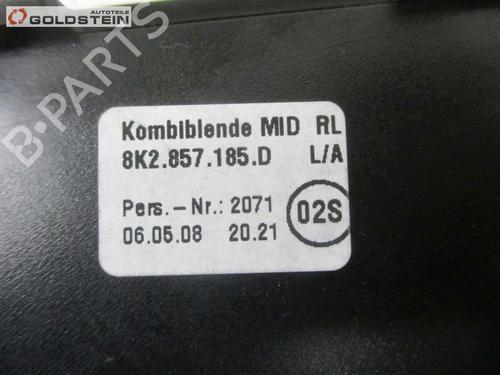 AUTOTEILE
GOLDSTEIN
B-PARTS
Kombiblende MID RL
8K2.857.185.D L/A
Pers.-Nr.: 2071
06.05.08 20.21
02S